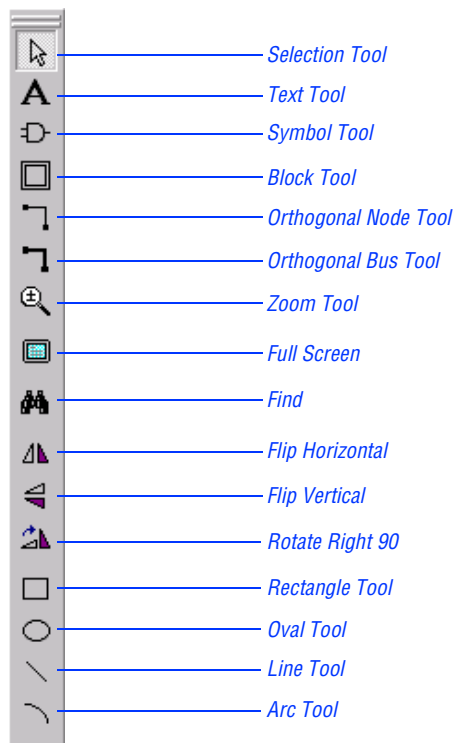 Selection Tool
Text Tool
Symbol Tool
Block Tool
Orthogonal Node Tool
Orthogonal Bus Tool
Zoom Tool
Full Screen
Find
Flip Horizontal
Flip Vertical
Rotate Right 90
Rectangle Tool
Oval Tool
Line Tool
Arc Tool